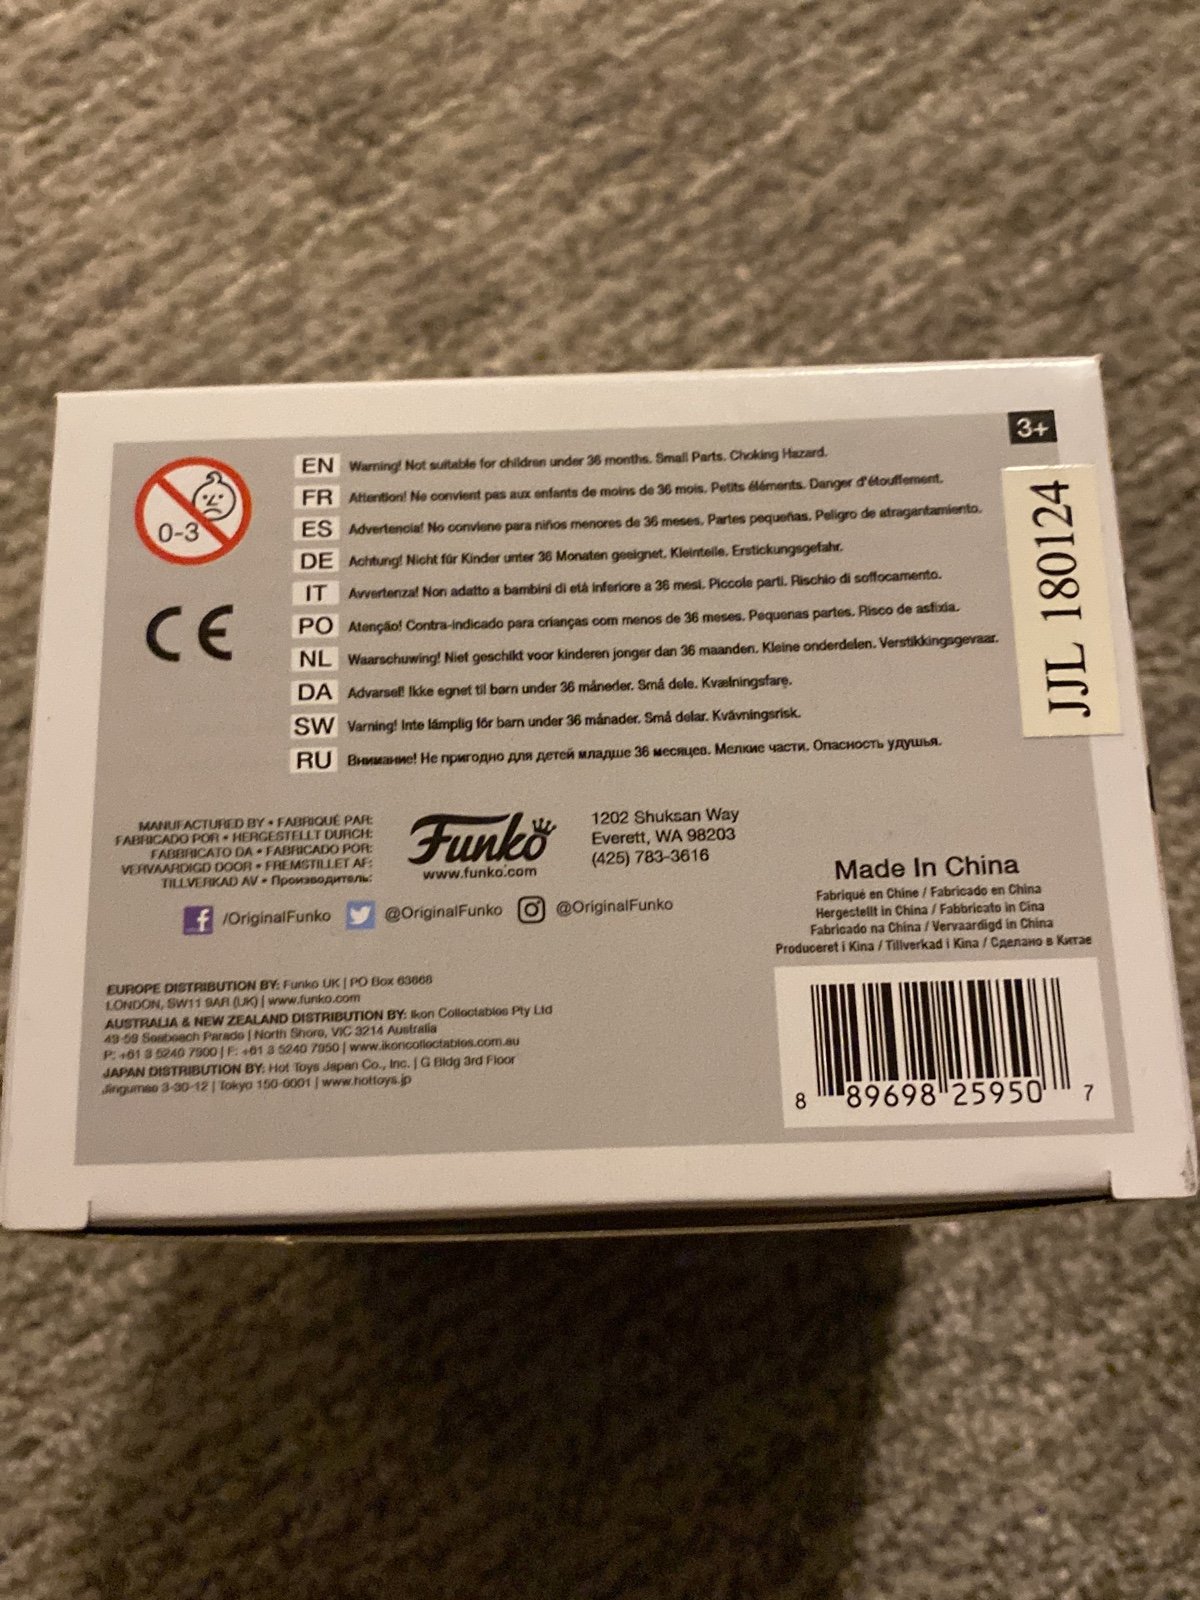 3+
0-3
CE
EN Warning! Not suitable for children under 36 months. Small Parts. Choking Hazard.
FR Attention! Ne convient pas aux enfants de moins de 36 mois. Petits éléments. Danger d'étouffement.
ES Advertencia! No conviene para niños menores de 36 meses. Partes pequeñas. Peligro de atragantamiento.
DE Achtung! Nicht für Kinder unter 36 Monaten geeignet. Kleinteile. Erstickungsgefahr.
IT Avvertenza! Non adatto a bambini di età inferiore a 36 mesi. Piccole parti. Rischio di soffocamento.
PO Atenção! Contra-indicado para crianças com menos de 36 meses. Pequenas partes. Risco de asfixia.
NL Waarschuwing! Niet geschikt voor kinderen jonger dan 36 maanden. Kleine onderdelen. Verstikkingsgevaar.
DA Advarsel! Ikke egnet til børn under 36 måneder. Små dele. Kvælningsfare.
SW Varning! Inte lämplig för barn under 36 månader. Små delar. Kvävningsrisk.
RU Внимание! Не пригодно для детей младше 36 месяцев. Мелкие части. Опасность удушья.
JJL 180124
MANUFACTURED BY • FABRIQUÉ PAR:
FABRICADO POR • HERGESTELLT DURCH:
FABBRICATO DA • FABRICADO POR:
VERVAARDIGD DOOR • FREMSTILLET AF:
TILLVERKAD AV • Производитель:
Funko
www.funko.com
1202 Shuksan Way
Everett, WA 98203
(425) 783-3616
/OriginalFunko @OriginalFunko @OriginalFunko
Made In China
Fabriqué en Chine / Fabricado en China
Hergestellt in China / Fabbricato in Cina
Fabricado na China / Vervaardigd in China
Produceret i Kina / Tillverkad i Kina / Сделано в Китае
EUROPE DISTRIBUTION BY: Funko UK | PO Box 63668
LONDON, SW11 9AR (UK) | www.funko.com
AUSTRALIA & NEW ZEALAND DISTRIBUTION BY: Ikon Collectables Pty Ltd
49-59 Seabeach Parade | North Shore, VIC 3214 Australia
P: +61 3 5240 7900 | F: +61 3 5240 7950 | www.ikoncollectables.com.au
JAPAN DISTRIBUTION BY: Hot Toys Japan Co., Inc. | G Bldg 3rd Floor
Jingumae 3-30-12 | Tokyo 150-0001 | www.hottoys.jp
8 89698 25950 7